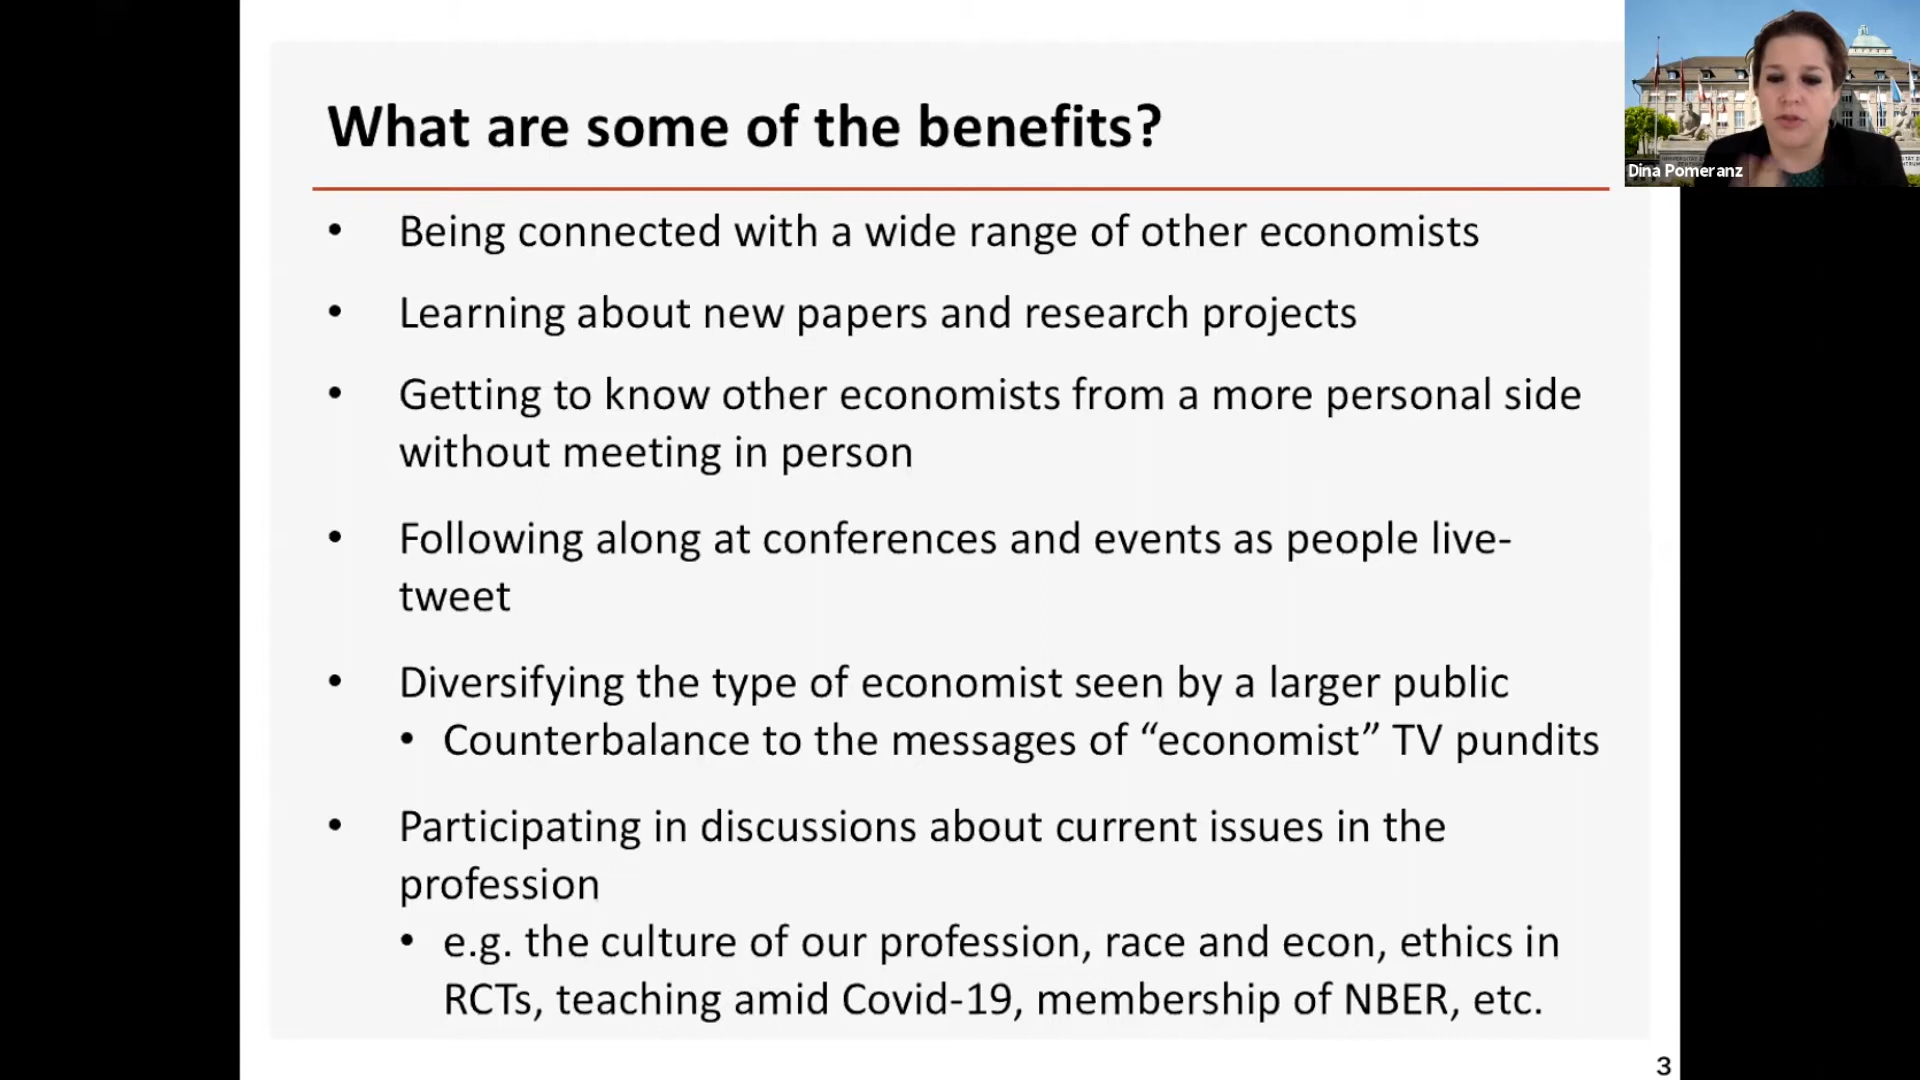 What are some of the benefits?
Dina Pomeranz
• Being connected with a wide range of other economists
• Learning about new papers and research projects
• Getting to know other economists from a more personal side
without meeting in person
• Following along at conferences and events as people live-
tweet
• Diversifying the type of economist seen by a larger public
• Counterbalance to the messages of “economist” TV pundits
• Participating in discussions about current issues in the
profession
• e.g. the culture of our profession, race and econ, ethics in
RCTs, teaching amid Covid-19, membership of NBER, etc.
3